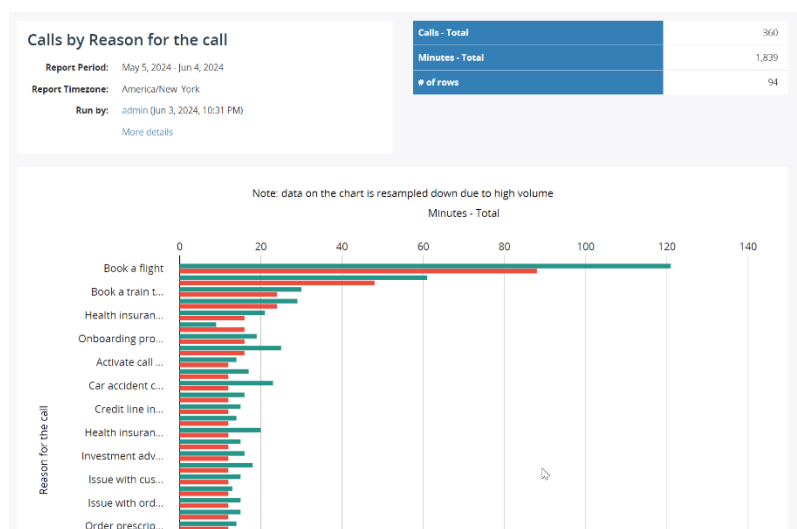 Calls by Reason for the call
Report Period: May 5, 2024 - Jun 4, 2024
Report Timezone: America/New York
Run by: admin (Jun 3, 2024, 10:31 PM)
More details
Calls - Total 360
Minutes - Total 1,839
# of rows 94
Note: data on the chart is resampled down due to high volume
Minutes - Total
0 20 40 60 80 100 120 140
Reason for the call
Book a flight
Book a train t...
Health insuran...
Onboarding pro...
Activate call ...
Car accident c...
Credit line in...
Health insuran...
Investment adv...
Issue with cus...
Issue with ord...
Order prescrip...